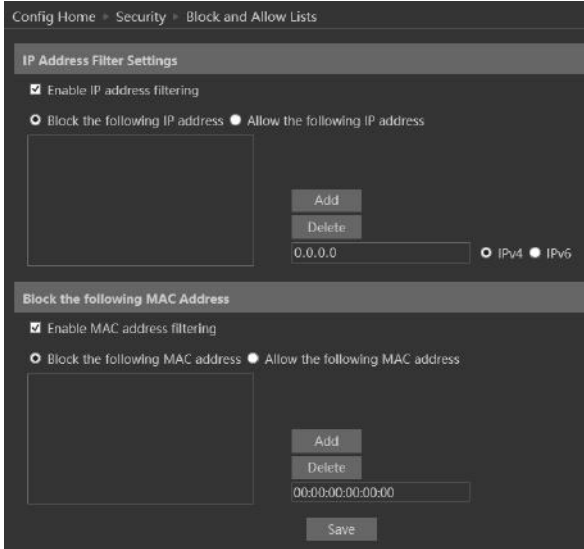 Config Home ▸ Security ▸ Block and Allow Lists
IP Address Filter Settings
Enable IP address filtering
Block the following IP address Allow the following IP address
Add
Delete
0.0.0.0 IPv4 IPv6
Block the following MAC Address
Enable MAC address filtering
Block the following MAC address Allow the following MAC address
Add
Delete
00:00:00:00:00:00
Save